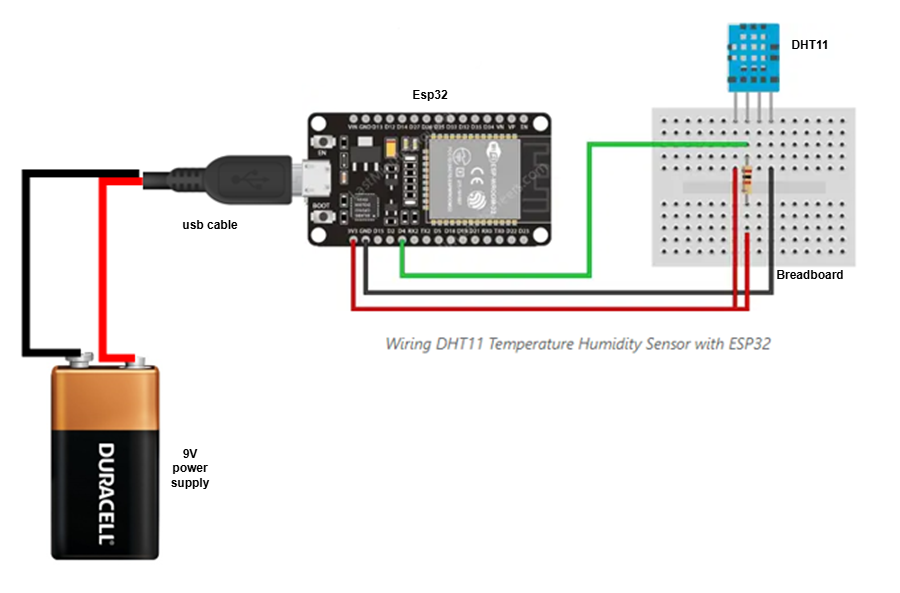 DHT11
Esp32
VIN GND D13 D12 D14 D27 D26 D25 D33 D32 D35 D34 VN VP EN
EN
BOOT
3V3 GND D15 D2 D4 RX2 TX2 D5 D18 D19 D21 RX0 TX0 D22 D23
usb cable
Breadboard
Wiring DHT11 Temperature Humidity Sensor with ESP32
DURACELL
9V
power
supply